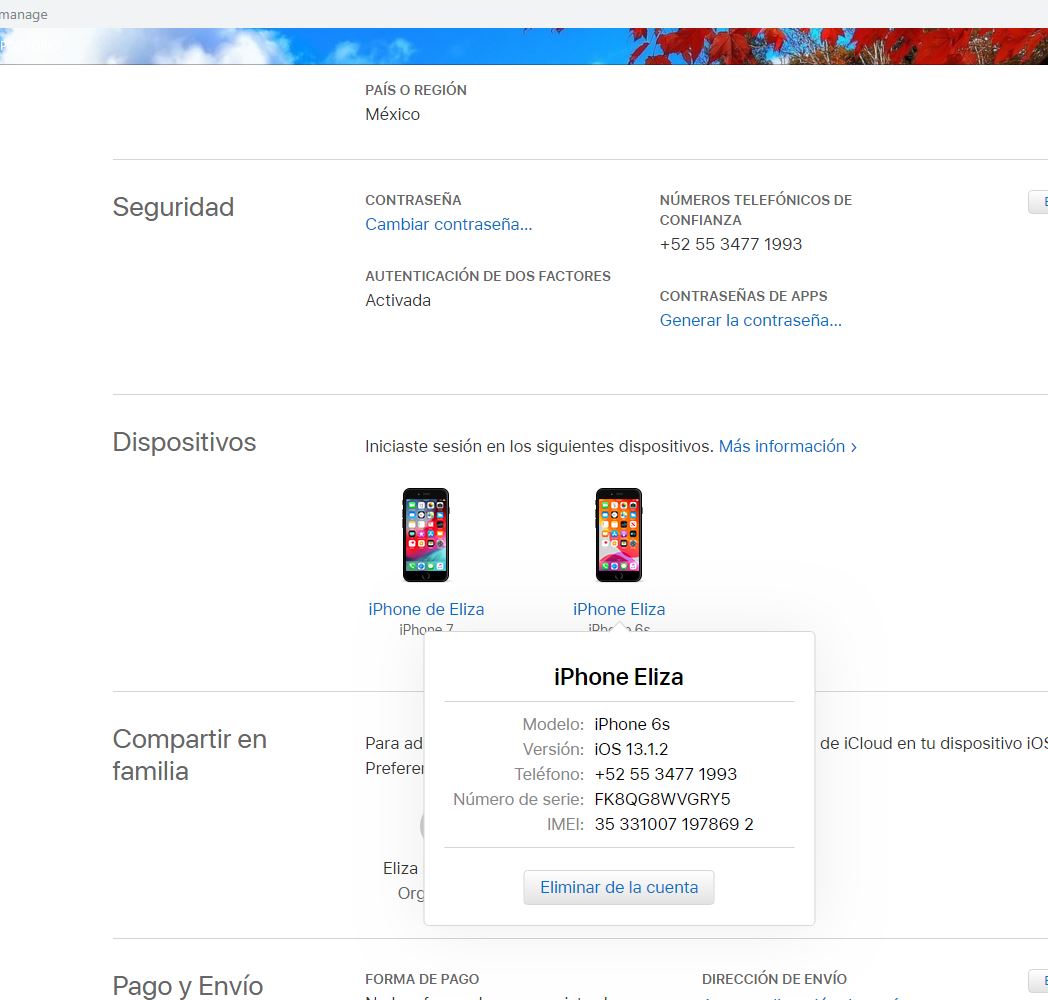 manage
PAÍS O REGIÓN
México
Seguridad
CONTRASEÑA
Cambiar contraseña...
AUTENTICACIÓN DE DOS FACTORES
Activada
NÚMEROS TELEFÓNICOS DE
CONFIANZA
+52 55 3477 1993
CONTRASEÑAS DE APPS
Generar la contraseña...
Dispositivos
Iniciaste sesión en los siguientes dispositivos. Más información ›
iPhone de Eliza
iPhone 7
iPhone Eliza
iPhone 6s
iPhone Eliza
Modelo: iPhone 6s
Versión: iOS 13.1.2
Teléfono: +52 55 3477 1993
Número de serie: FK8QG8WVGRY5
IMEI: 35 331007 197869 2
Eliminar de la cuenta
Compartir en
familia
Para ad
de iCloud en tu dispositivo iOS
Prefere
Eliza
Org
Pago y Envío
FORMA DE PAGO
DIRECCIÓN DE ENVÍO